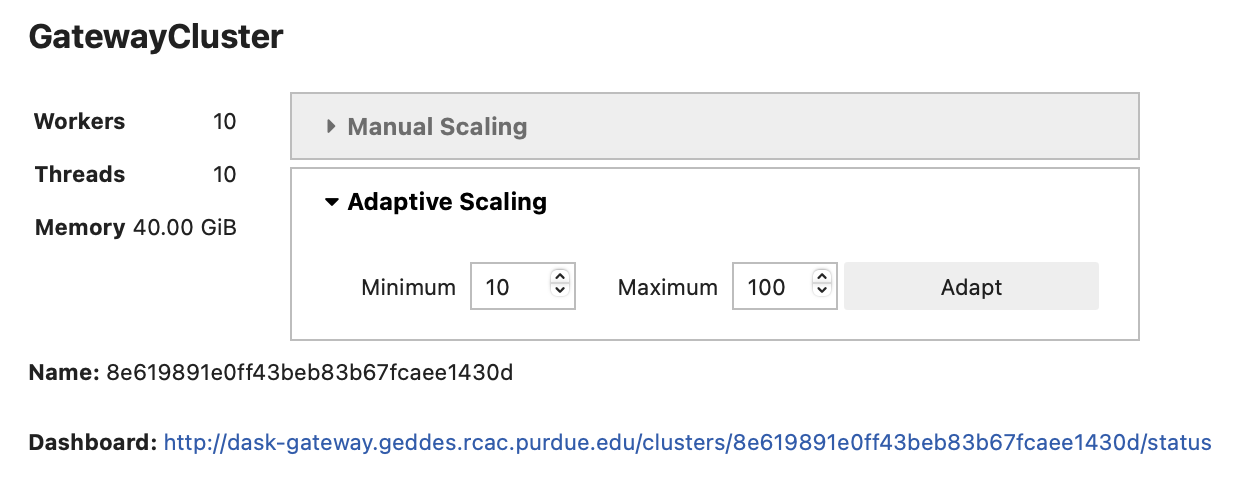 GatewayCluster
Workers 10
Threads 10
Memory 40.00 GiB
Manual Scaling
Adaptive Scaling
Minimum 10 Maximum 100 Adapt
Name: 8e619891e0ff43beb83b67fcaee1430d
Dashboard: http://dask-gateway.geddes.rcac.purdue.edu/clusters/8e619891e0ff43beb83b67fcaee1430d/status